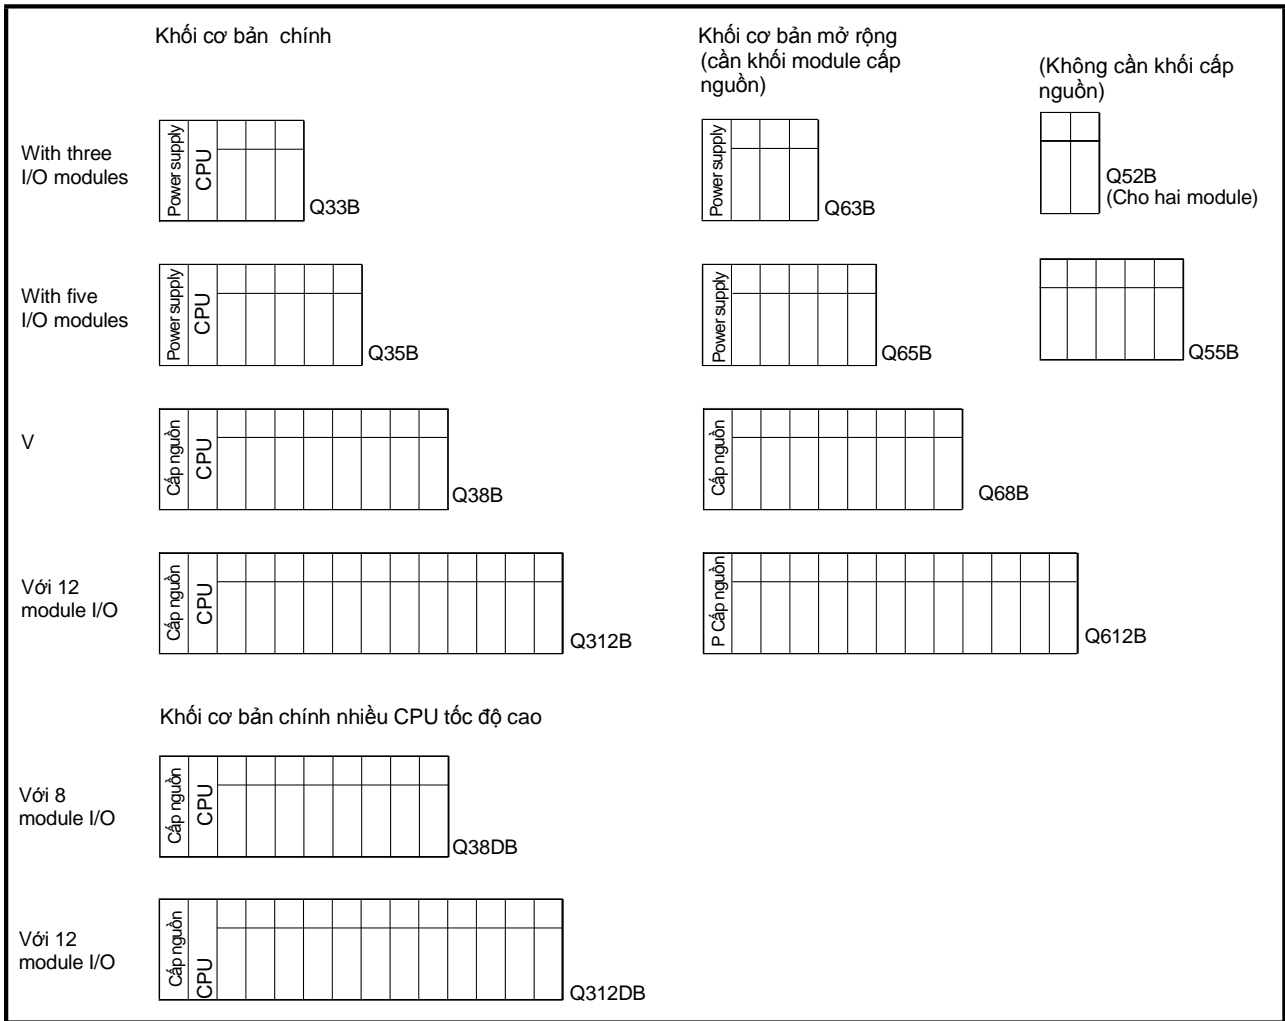 Khối cơ bản chính
Khối cơ bản mở rộng
(cần khối module cấp
nguồn)
(Không cần khối cấp
nguồn)
With three
I/O modules
Power supply
CPU
Q33B
Power supply
Q63B
Q52B
(Cho hai module)
With five
I/O modules
Power supply
CPU
Q35B
Power supply
Q65B
Q55B
V
Cấp nguồn
CPU
Q38B
Cấp nguồn
Q68B
Với 12
module I/O
Cấp nguồn
CPU
Q312B
P Cấp nguồn
Q612B
Khối cơ bản chính nhiều CPU tốc độ cao
Với 8
module I/O
Cấp nguồn
CPU
Q38DB
Với 12
module I/O
Cấp nguồn
CPU
Q312DB